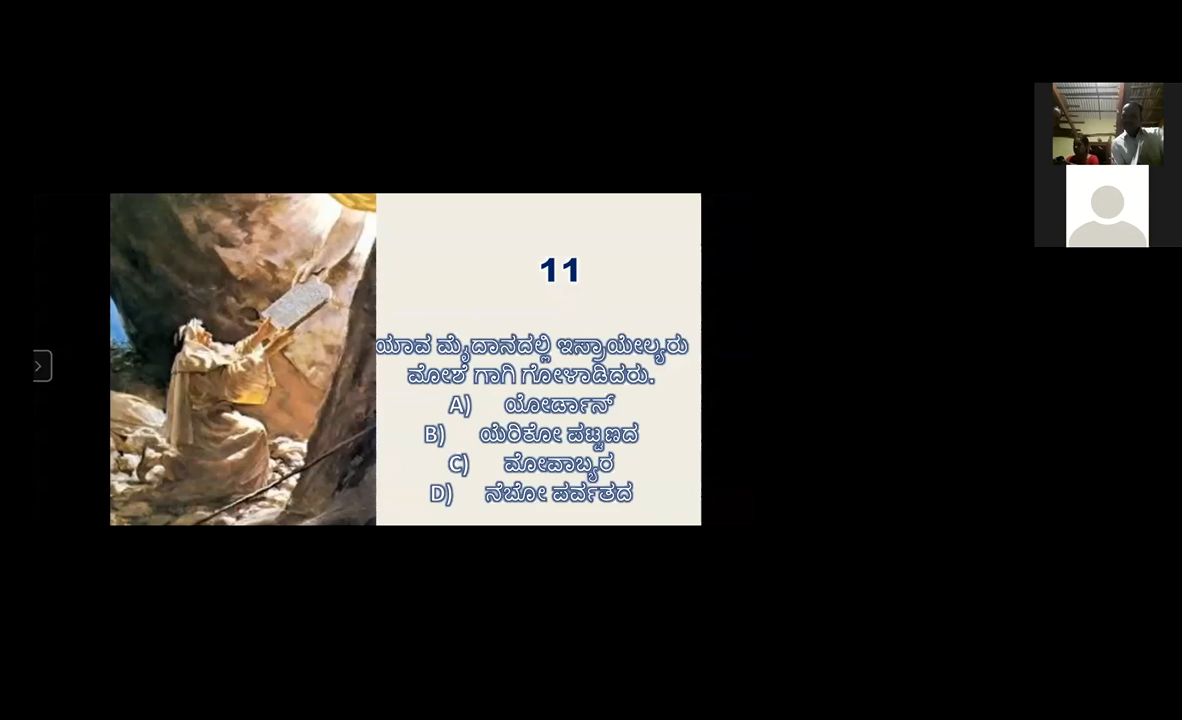 11
ಯಾವ ಮೈದಾನದಲ್ಲಿ ಇಸ್ರಾಯೇಲ್ಯರು
ಮೋಶೆ ಗಾಗಿ ಗೋಳಾಡಿದರು.
A) ಯೋರ್ಡಾನ್
B) ಯೆರಿಕೋ ಪಟ್ಟಣದ
C) ಮೋವಾಬ್ಯರ
D) ನೆಬೋ ಪರ್ವತದ